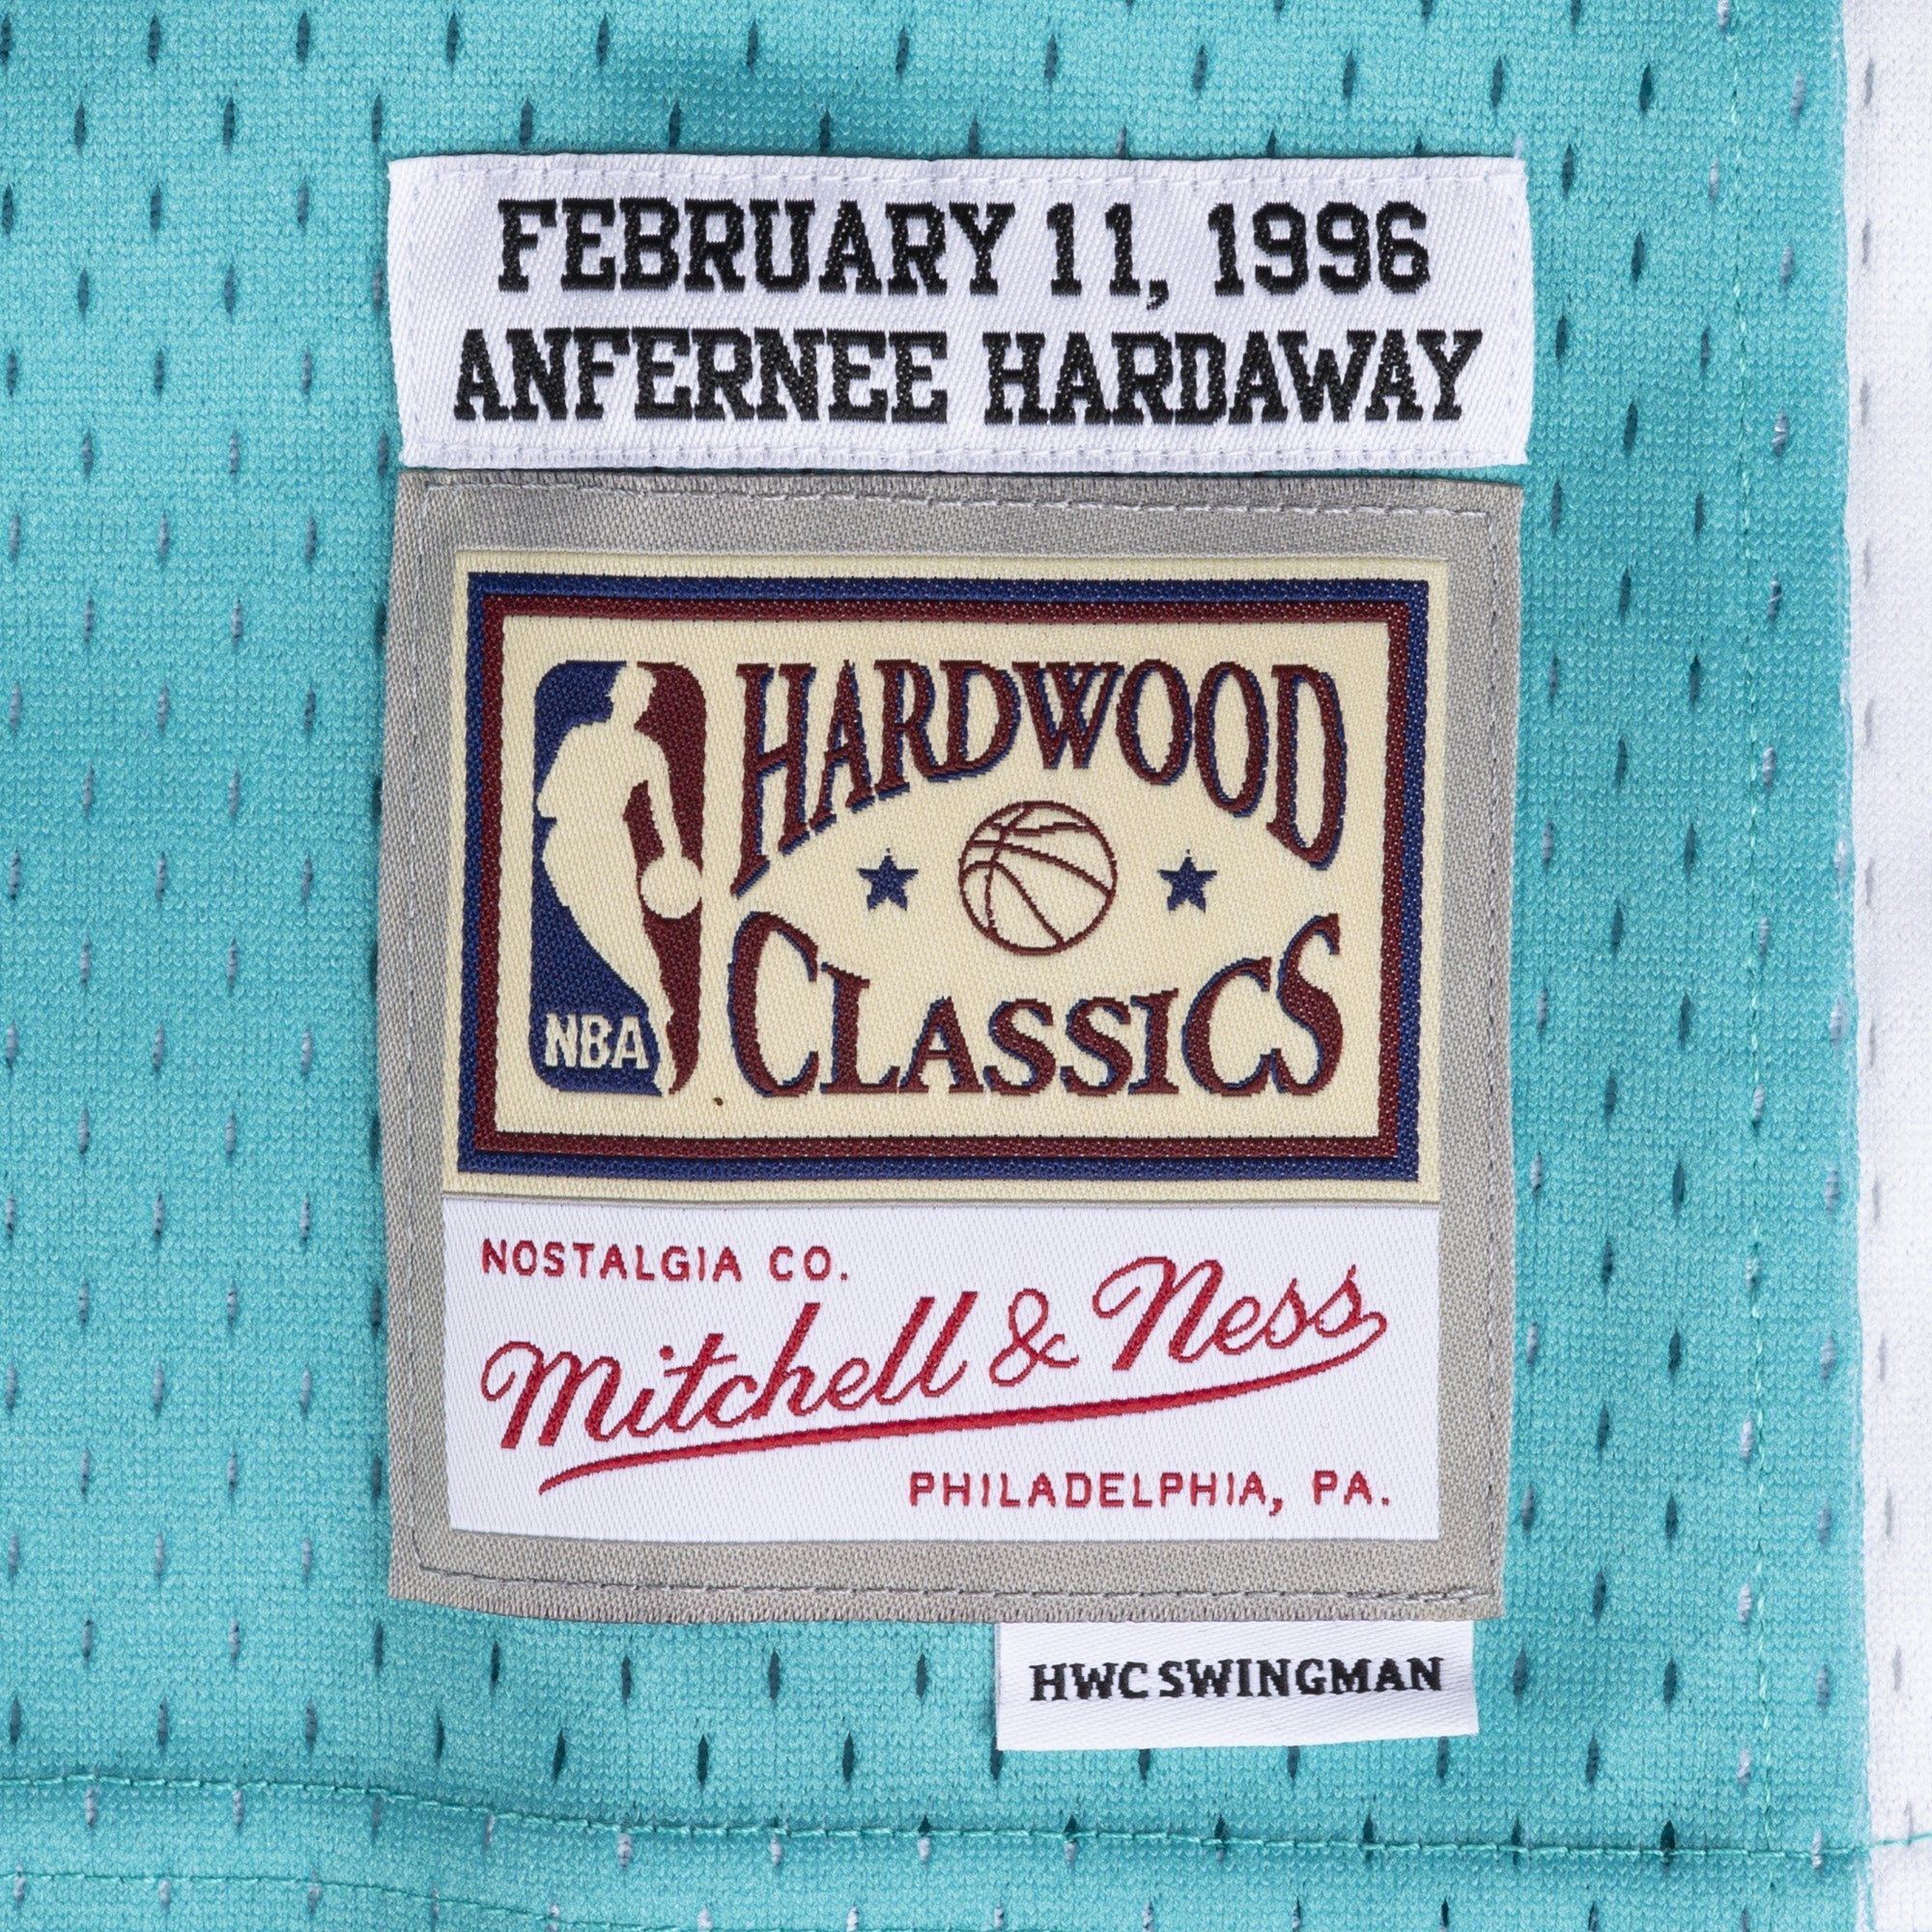 FEBRUARY 11, 1996
ANFERNEE HARDAWAY
HARDWOOD
CLASSICS
NBA
NOSTALGIA CO.
Mitchell & Ness
PHILADELPHIA, PA.
HWC SWINGMAN